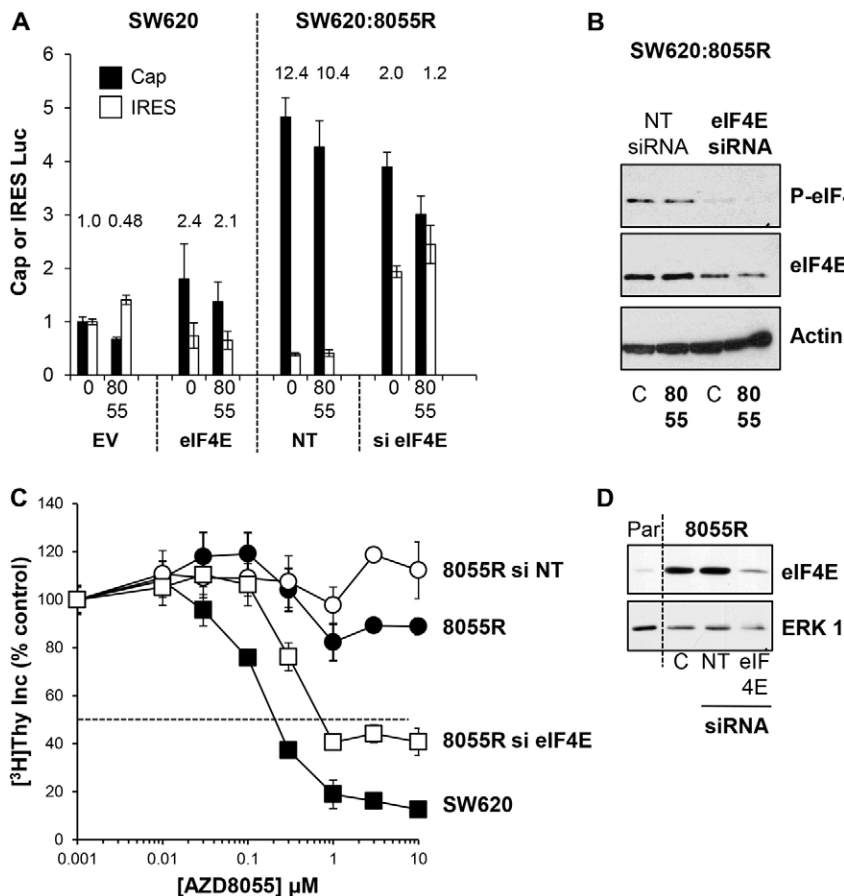 A
SW620
SW620:8055R
Cap or IRES Luc
6
5
4
3
2
1
0
Cap
IRES
1.0 0.48 2.4 2.1 12.4 10.4 2.0 1.2
0 80 0 80 0 80 0 80
55 55 55 55
EV eIF4E NT si eIF4E
B
SW620:8055R
NT eIF4E
siRNA siRNA
P-eIF4
eIF4E
Actin
C 80 C 80
55 55
C
[³H]Thy Inc (% control)
140
120
100
80
60
40
20
0
0.001 0.01 0.1 1 10
[AZD8055] µM
8055R si NT
8055R
8055R si eIF4E
SW620
D
Par 8055R
eIF4E
ERK 1
C NT eIF
4E
siRNA